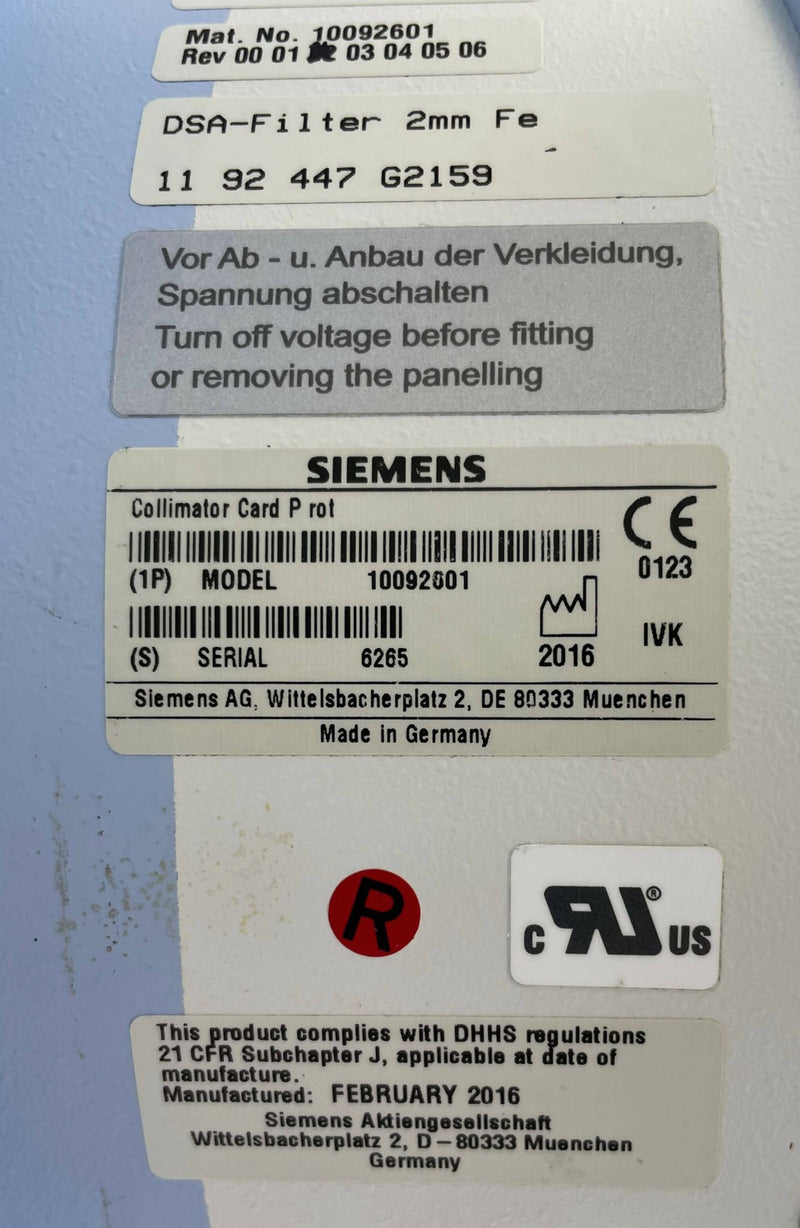 Mat. No. 10092601
Rev 00 01 03 04 05 06
DSA-Filter 2mm Fe
11 92 447 G2159
Vor Ab - u. Anbau der Verkleidung,
Spannung abschalten
Turn off voltage before fitting
or removing the panelling
SIEMENS
Collimator Card P rot
CE
0123
(1P) MODEL 10092601
IVK
(S) SERIAL 6265
2016
Siemens AG, Wittelsbacherplatz 2, DE 80333 Muenchen
Made in Germany
R
C RU® US
This product complies with DHHS regulations
21 CFR Subchapter J, applicable at date of
manufacture.
Manufactured: FEBRUARY 2016
Siemens Aktiengesellschaft
Wittelsbacherplatz 2, D – 80333 Muenchen
Germany